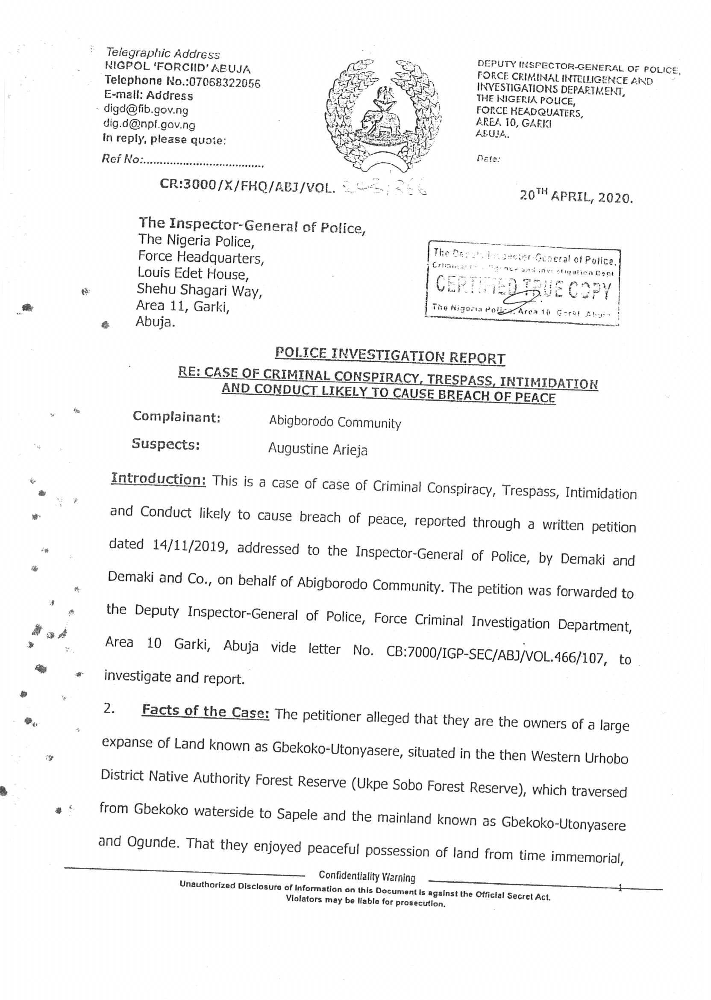 Telegraphic Address
NIGPOL 'FORCIID' ABUJA
Telephone No.:07068322056
E-mail: Address
digd@fib.gov.ng
dig.d@npf.gov.ng
In reply, please quote:
Ref No:....................................
DEPUTY INSPECTOR-GENERAL OF POLICE,
FORCE CRIMINAL INTELLIGENCE AND
INVESTIGATIONS DEPARTMENT,
THE NIGERIA POLICE,
FORCE HEADQUATERS,
AREA 10, GARKI
ABUJA.
Date:
CR:3000/X/FHQ/ABJ/VOL.
20TH APRIL, 2020.
The Inspector-General of Police,
The Nigeria Police,
Force Headquarters,
Louis Edet House,
Shehu Shagari Way,
Area 11, Garki,
Abuja.
The Deputy Inspector-General of Police,
Criminal Intelligence and Investigation Dept
CERTIFIED TRUE COPY
The Nigeria Police, Area 10 Garki Abuja
POLICE INVESTIGATION REPORT
RE: CASE OF CRIMINAL CONSPIRACY, TRESPASS, INTIMIDATION
AND CONDUCT LIKELY TO CAUSE BREACH OF PEACE
Complainant: Abigborodo Community
Suspects: Augustine Arieja
Introduction: This is a case of case of Criminal Conspiracy, Trespass, Intimidation
and Conduct likely to cause breach of peace, reported through a written petition
dated 14/11/2019, addressed to the Inspector-General of Police, by Demaki and
Demaki and Co., on behalf of Abigborodo Community. The petition was forwarded to
the Deputy Inspector-General of Police, Force Criminal Investigation Department,
Area 10 Garki, Abuja vide letter No. CB:7000/IGP-SEC/ABJ/VOL.466/107, to
investigate and report.
2. Facts of the Case: The petitioner alleged that they are the owners of a large
expanse of Land known as Gbekoko-Utonyasere, situated in the then Western Urhobo
District Native Authority Forest Reserve (Ukpe Sobo Forest Reserve), which traversed
from Gbekoko waterside to Sapele and the mainland known as Gbekoko-Utonyasere
and Ogunde. That they enjoyed peaceful possession of land from time immemorial,
Confidentiality Warning
1
Unauthorized Disclosure of Information on this Document is against the Official Secret Act.
Violators may be liable for prosecution.